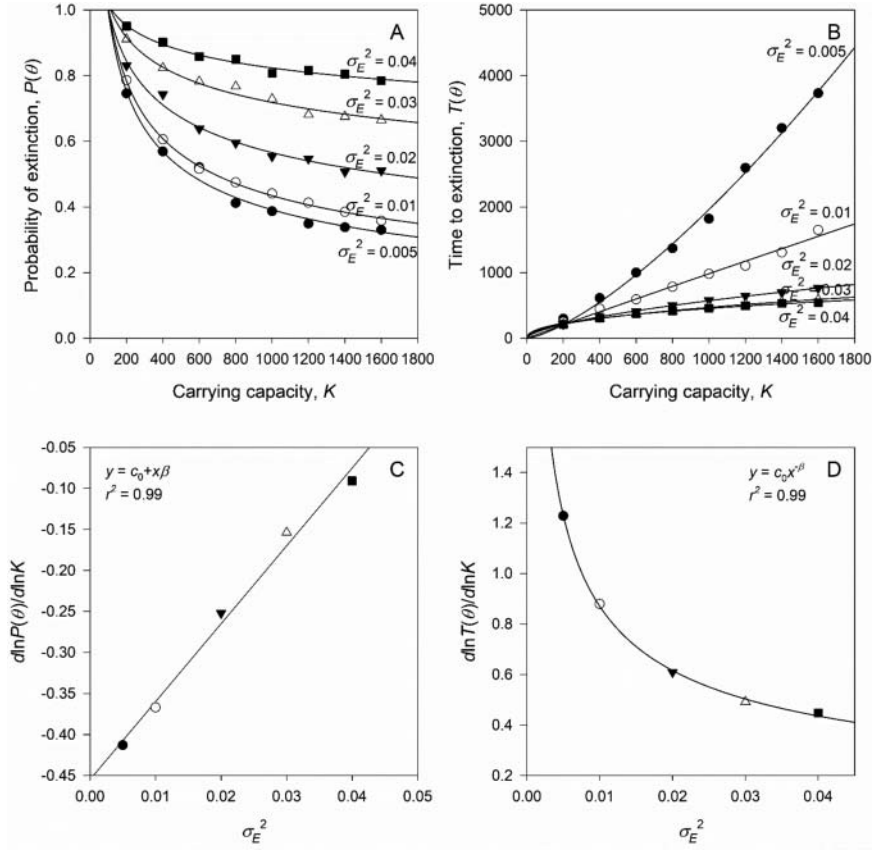 A
Probability of extinction, P(θ)
1.0
0.8
0.6
0.4
0.2
0.0
σE² = 0.04
σE² = 0.03
σE² = 0.02
σE² = 0.01
σE² = 0.005
0 200 400 600 800 1000 1200 1400 1600 1800
Carrying capacity, K
B
Time to extinction, T(θ)
5000
4000
3000
2000
1000
0
σE² = 0.005
σE² = 0.01
σE² = 0.02
σE² = 0.03
σE² = 0.04
0 200 400 600 800 1000 1200 1400 1600 1800
Carrying capacity, K
C
y = c₀+xβ
r² = 0.99
dlnP(θ)/dlnK
-0.05
-0.10
-0.15
-0.20
-0.25
-0.30
-0.35
-0.40
-0.45
0.00 0.01 0.02 0.03 0.04 0.05
σE²
D
y = c₀x^-β
r² = 0.99
dlnT(θ)/dlnK
1.4
1.2
1.0
0.8
0.6
0.4
0.2
0.00 0.01 0.02 0.03 0.04
σE²